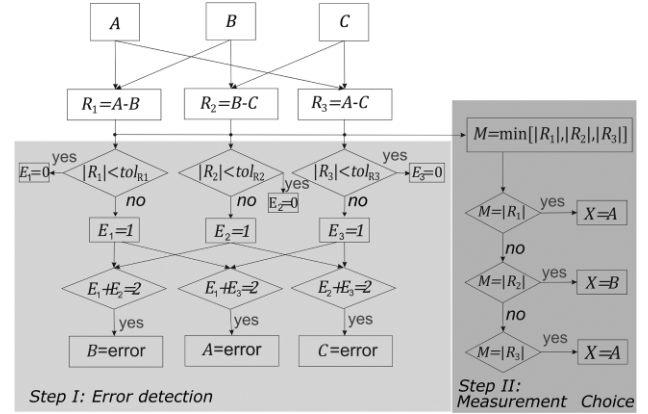 A B C
R₁=A-B R₂=B-C R₃=A-C
M=min[|R₁|,|R₂|,|R₃|]
E₁=0 yes |R₁|<tol_R1 |R₂|<tol_R2 yes E₂=0 |R₃|<tol_R3 yes E₃=0
no no no
E₁=1 E₂=1 E₃=1
E₁+E₂=2 E₁+E₃=2 E₂+E₃=2
yes yes yes
B=error A=error C=error
Step I: Error detection
M=|R₁| yes X=A
no
M=|R₂| yes X=B
no
M=|R₃| yes X=A
Step II:
Measurement Choice